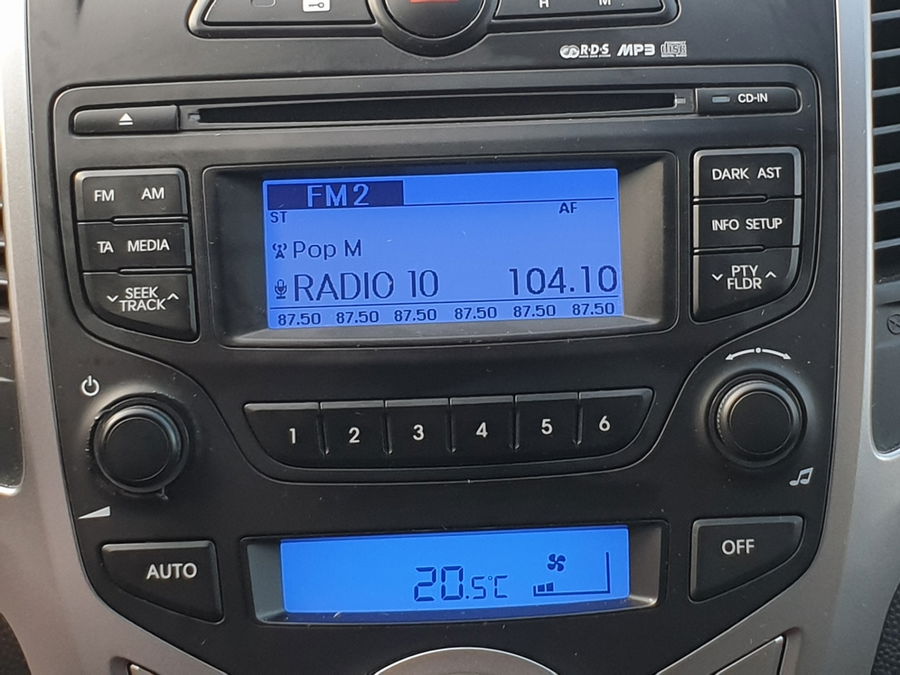 H M
R·D·S MP3 disc
CD-IN
FM AM
TA MEDIA
SEEK
TRACK
FM2
ST AF
Pop M
RADIO 10 104.10
87.50 87.50 87.50 87.50 87.50 87.50
DARK AST
INFO SETUP
PTY
FLDR
1 2 3 4 5 6
AUTO
20.5°C
OFF